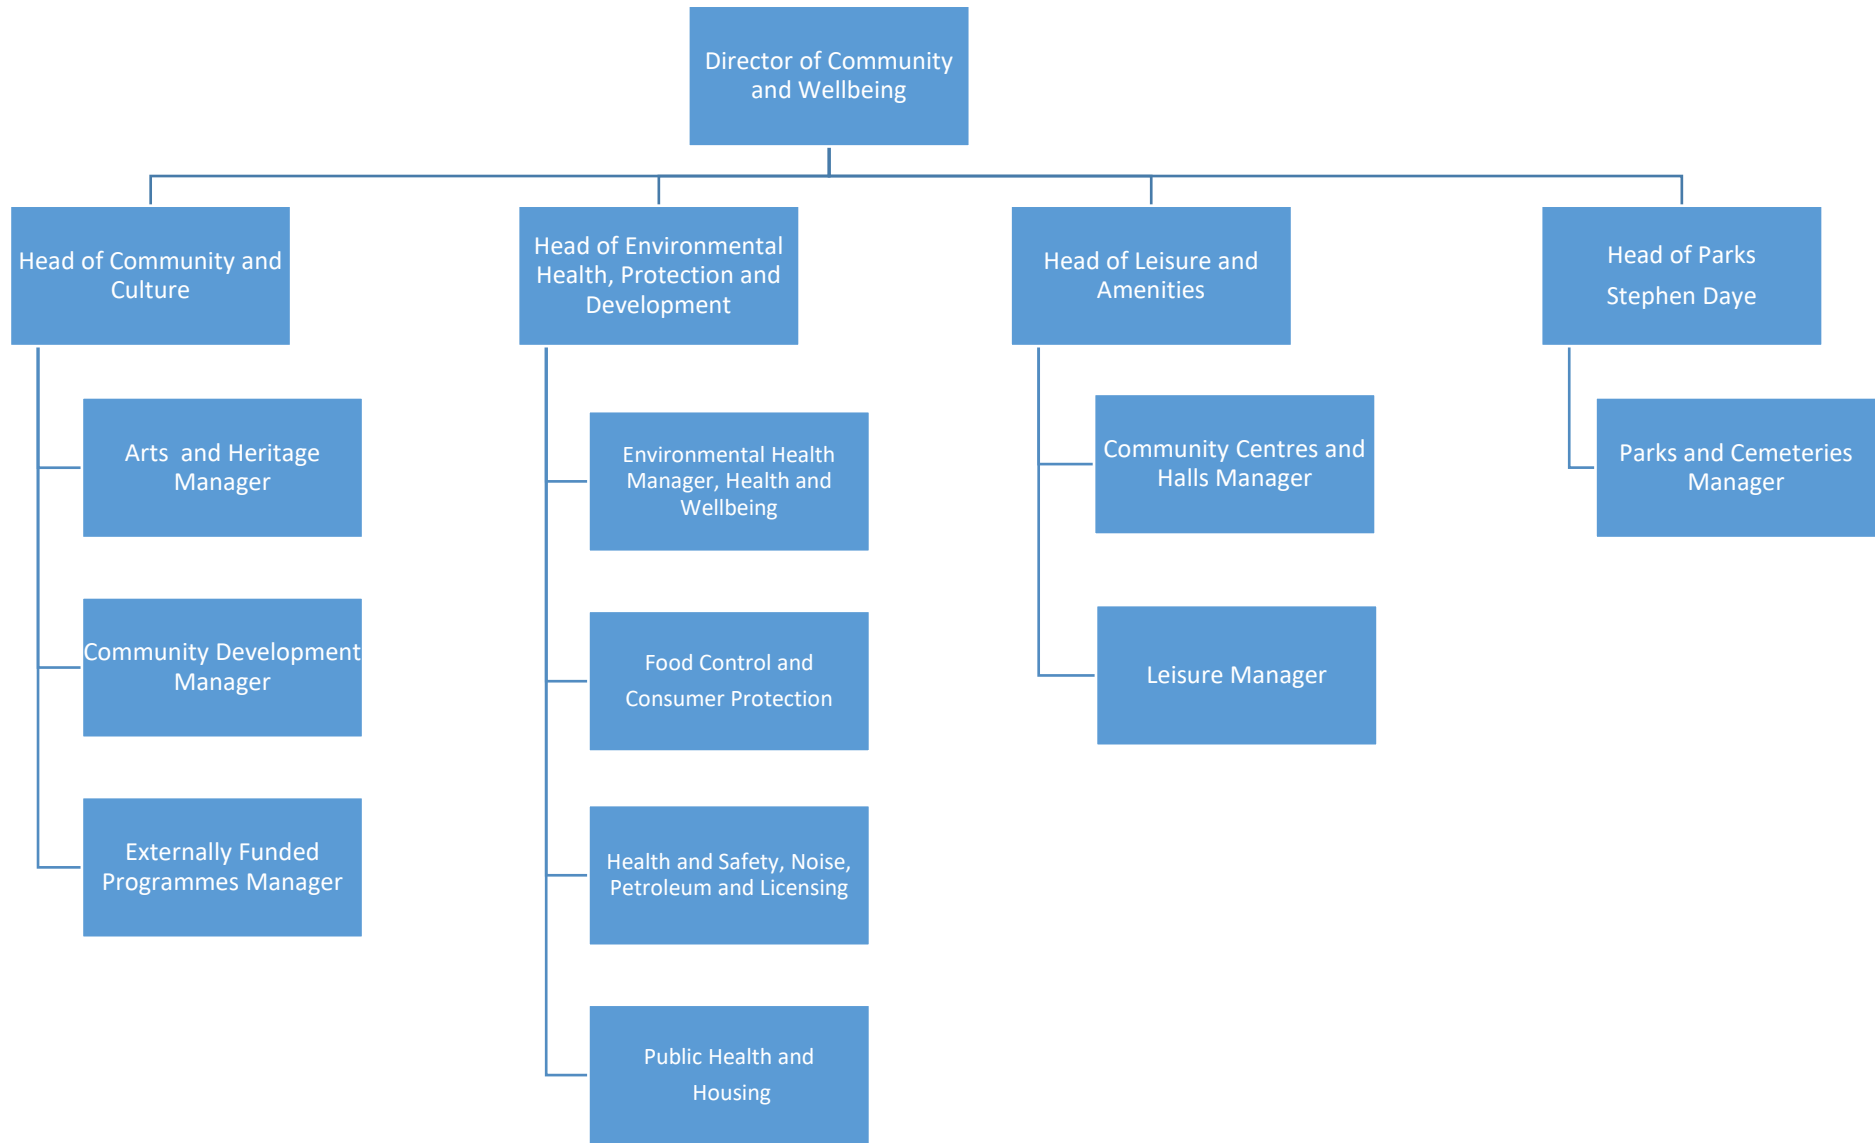 Director of Community
and Wellbeing
Head of Community and
Culture
Head of Environmental
Health, Protection and
Development
Head of Leisure and
Amenities
Head of Parks
Stephen Daye
Arts  and Heritage
Manager
Environmental Health
Manager, Health and
Wellbeing
Community Centres and
Halls Manager
Parks and Cemeteries
Manager
Community Development
Manager
Food Control and
Consumer Protection
Leisure Manager
Externally Funded
Programmes Manager
Health and Safety, Noise,
Petroleum and Licensing
Public Health and
Housing